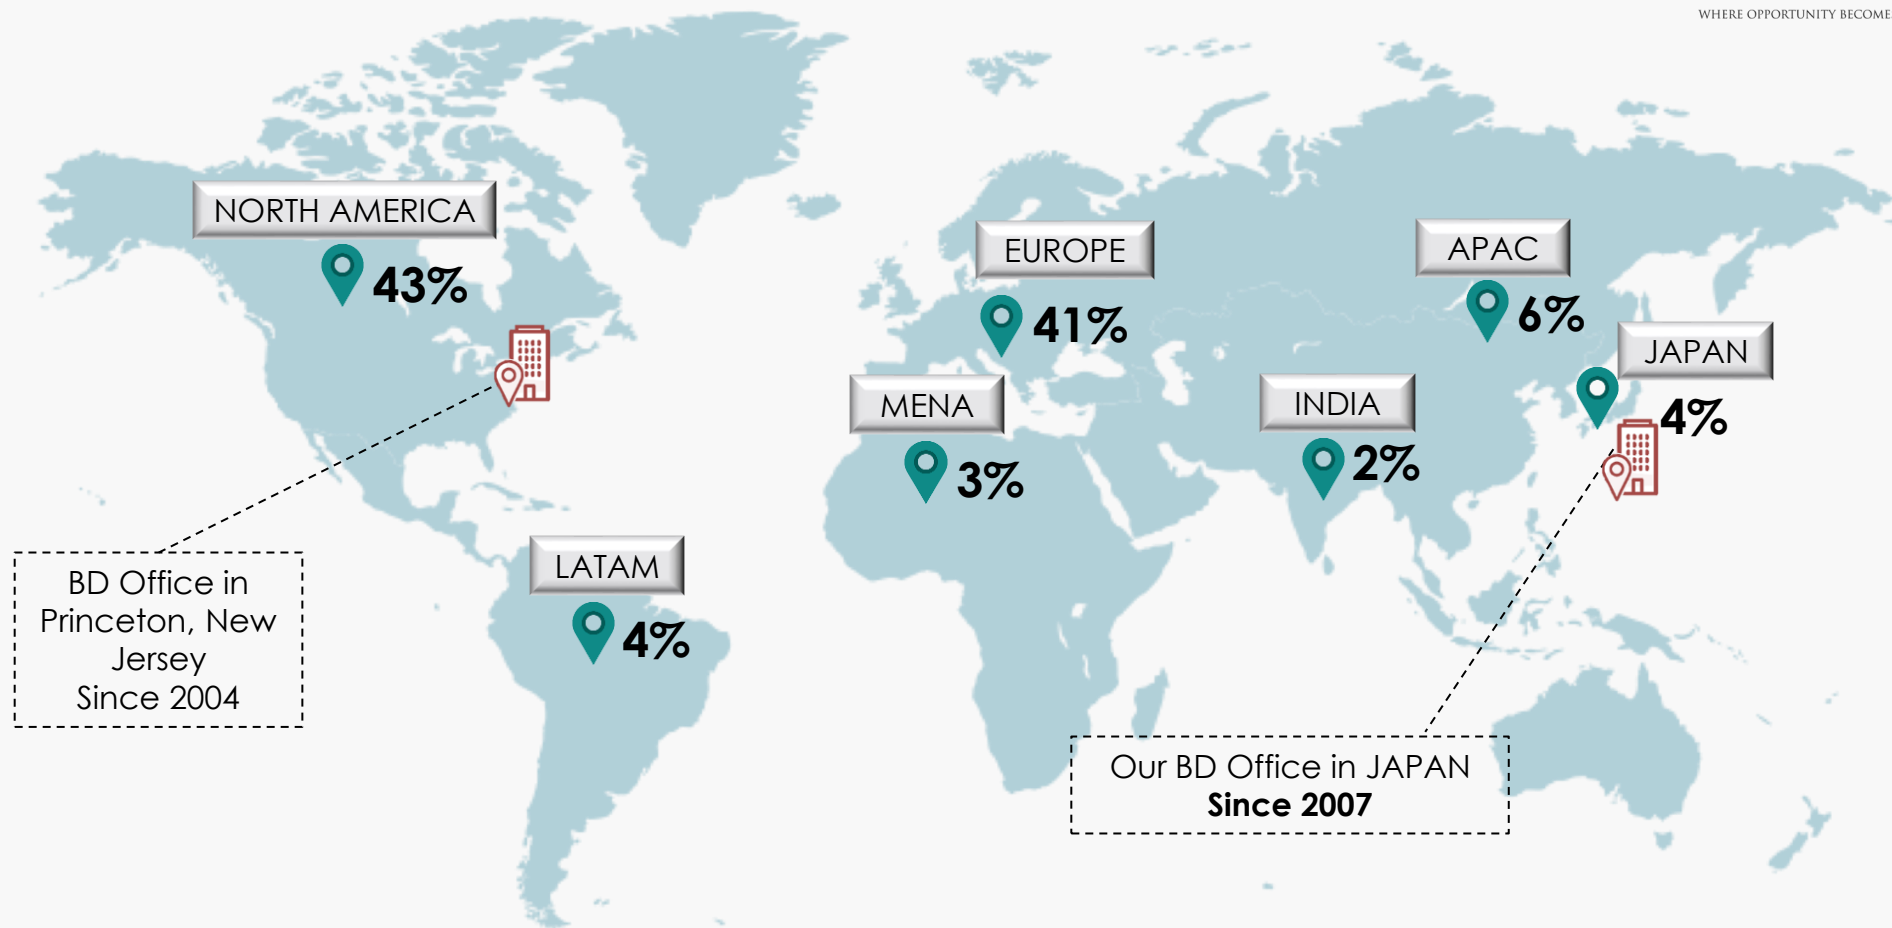 WHERE OPPORTUNITY BECOME
NORTH AMERICA
43%
EUROPE
41%
APAC
6%
JAPAN
4%
MENA
3%
INDIA
2%
LATAM
4%
BD Office in
Princeton, New
Jersey
Since 2004
Our BD Office in JAPAN
Since 2007